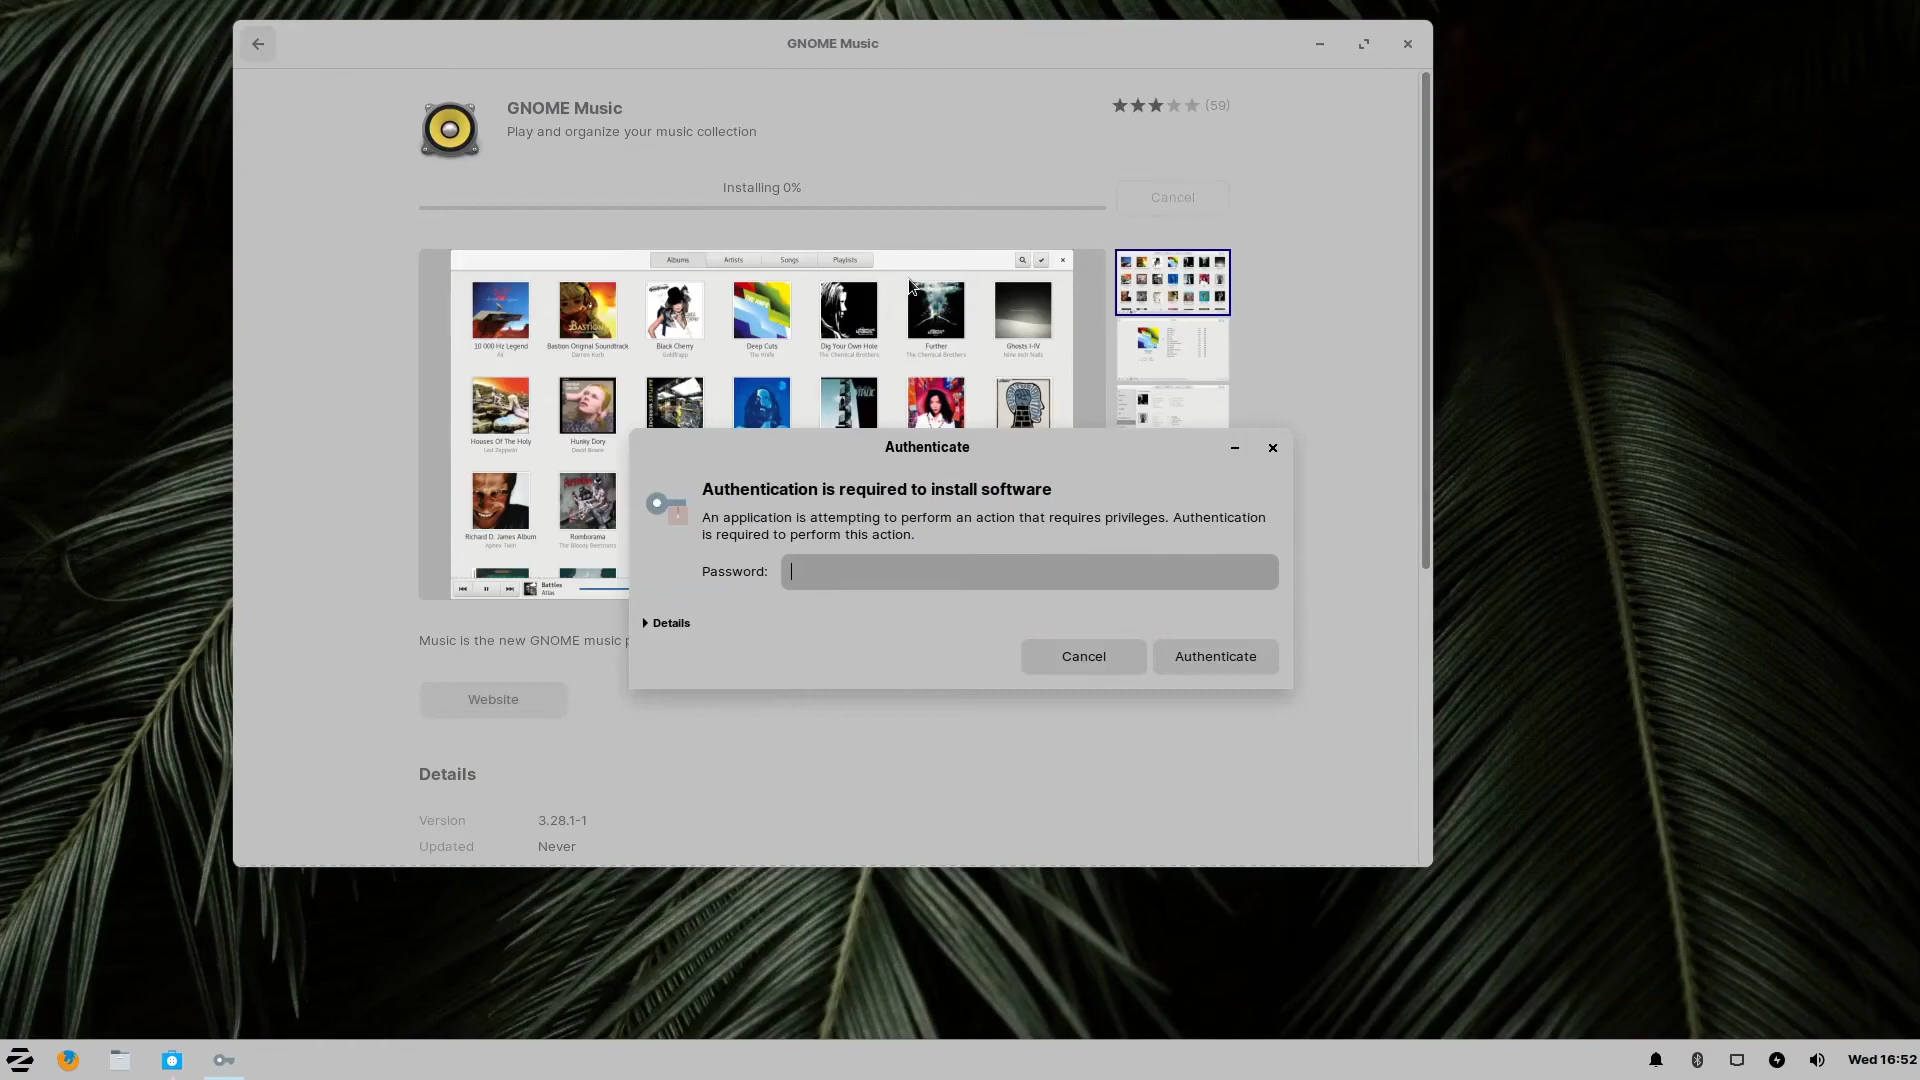 GNOME Music
GNOME Music
(59)
Play and organize your music collection
Installing 0%
Cancel
Albums Artists Songs Playlists
10 000 Hz Legend Bastion Original Soundtrack Black Cherry Deep Cuts Dig Your Own Hole Further Ghosts I-IV
Air Darren Korb Goldfrapp The Knife The Chemical Brothers The Chemical Brothers Nine Inch Nails
Houses Of The Holy Hunky Dory
Led Zeppelin David Bowie
Richard D. James Album Romborama
Aphex Twin The Bloody Beetroots
Battles
Atlas
Authenticate
Authentication is required to install software
An application is attempting to perform an action that requires privileges. Authentication
is required to perform this action.
Password:
Details
Cancel Authenticate
Music is the new GNOME music
Website
Details
Version 3.28.1-1
Updated Never
Wed 16:52